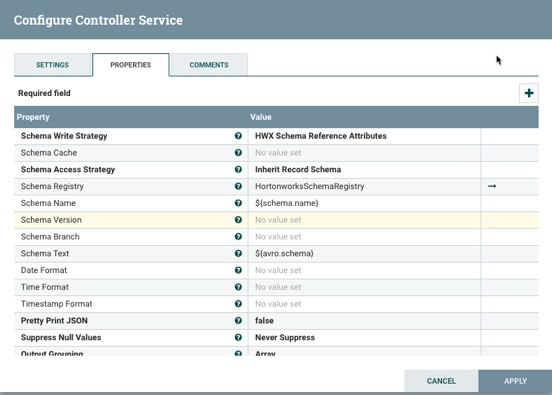 Configure Controller Service
SETTINGS PROPERTIES COMMENTS
Required field
Property Value
Schema Write Strategy HWX Schema Reference Attributes
Schema Cache No value set
Schema Access Strategy Inherit Record Schema
Schema Registry HortonworksSchemaRegistry
Schema Name ${schema.name}
Schema Version No value set
Schema Branch No value set
Schema Text ${avro.schema}
Date Format No value set
Time Format No value set
Timestamp Format No value set
Pretty Print JSON false
Suppress Null Values Never Suppress
Output Grouping Array
CANCEL APPLY